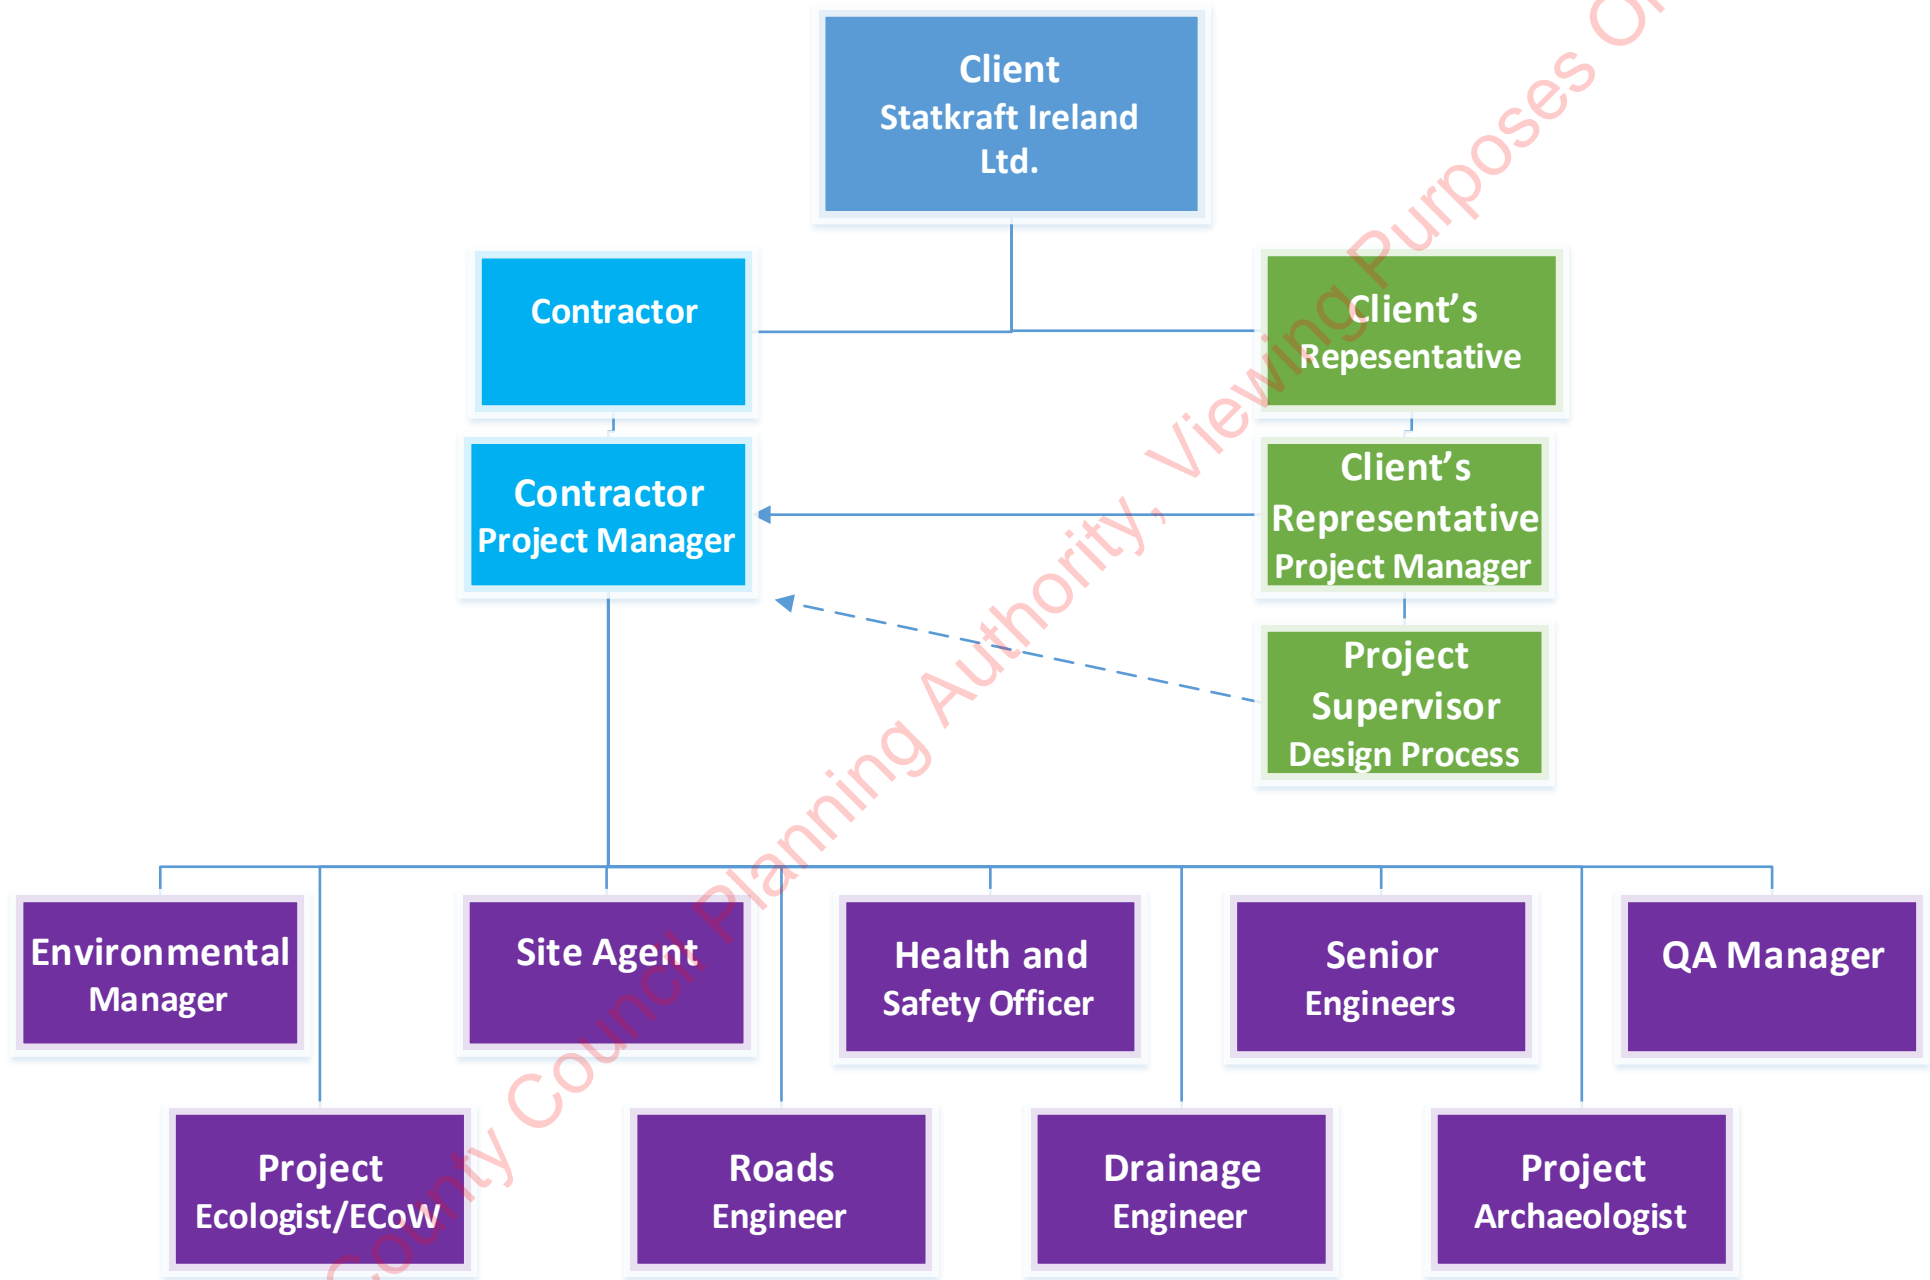 Client
Statkraft Ireland
Ltd.
Contractor
Client’s
Repesentative
Contractor
Project Manager
Client’s
Representative
Project Manager
Project
Supervisor
Design Process
Environmental
Manager
Site Agent
Health and
Safety Officer
Senior
Engineers
QA Manager
Project
Ecologist/ECoW
Roads
Engineer
Drainage
Engineer
Project
Archaeologist
County Council Planning Authority, Viewing Purposes